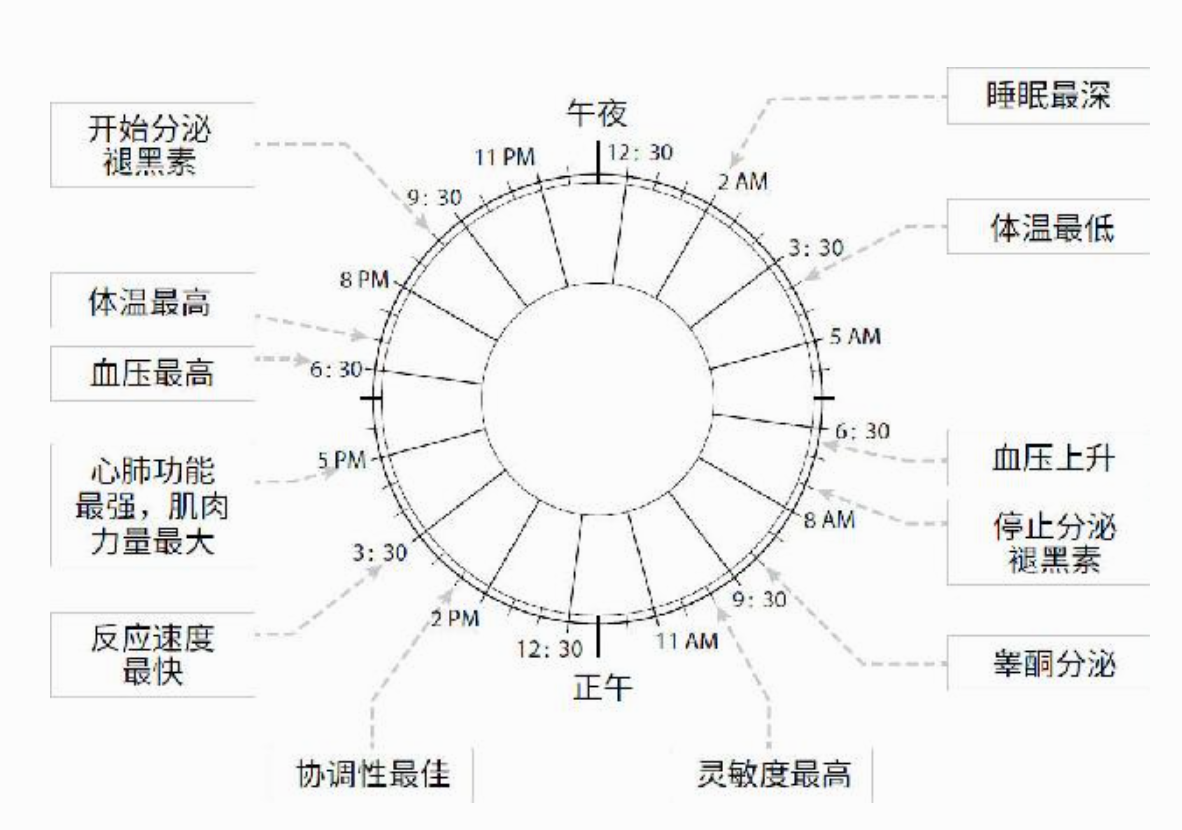 午夜
12: 30
2 AM
3: 30
5 AM
6: 30
8 AM
9: 30
11 AM
正午
12: 30
2 PM
3: 30
5 PM
6: 30
8 PM
9: 30
11 PM
睡眠最深
体温最低
血压上升
停止分泌
褪黑素
睾酮分泌
灵敏度最高
协调性最佳
反应速度
最快
心肺功能
最强，肌肉
力量最大
血压最高
体温最高
开始分泌
褪黑素